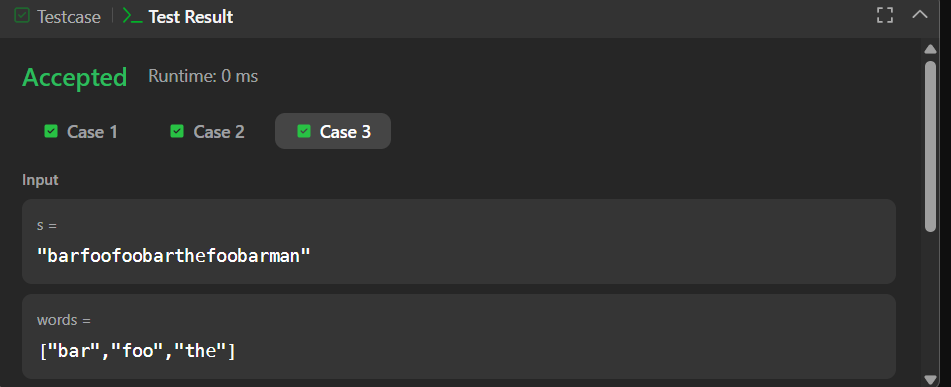 Testcase Test Result
Accepted Runtime: 0 ms
Case 1 Case 2 Case 3
Input
s =
"barfoofoobarthefoobarman"
words =
["bar","foo","the"]